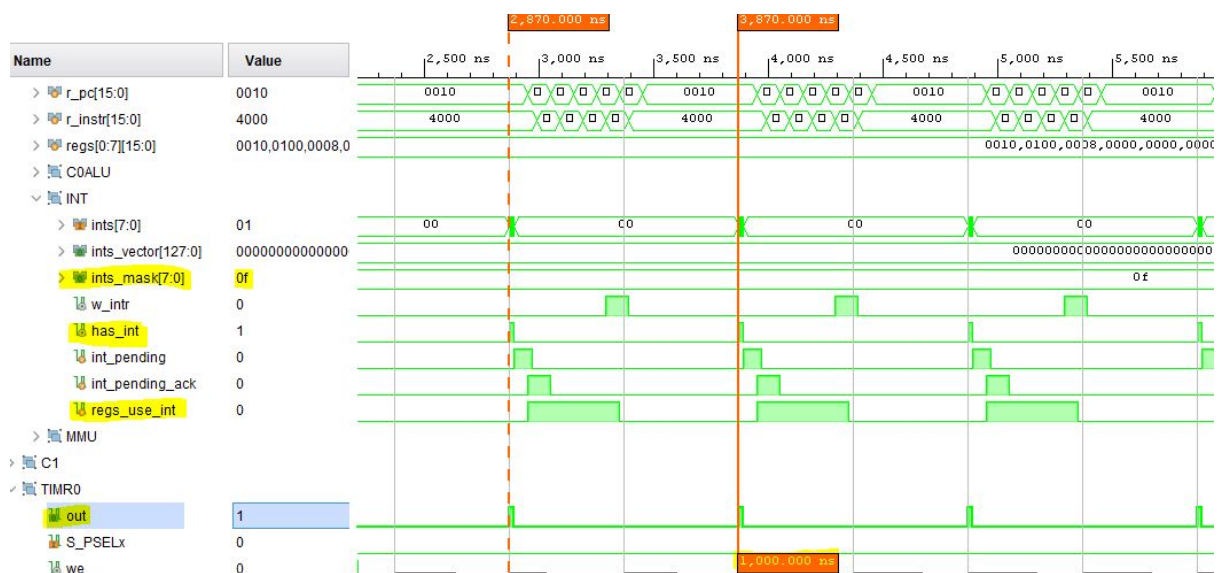 2,870.000 ns 3,870.000 ns
Name Value 2,500 ns 3,000 ns 3,500 ns 4,000 ns 4,500 ns 5,000 ns 5,500 ns
r_pc[15:0] 0010 0010 0010 0010 0010
r_instr[15:0] 4000 4000 4000 4000 4000
regs[0:7][15:0] 0010,0100,0008,0 0010,0100,0008,0000,0000,0000
C0ALU
INT
ints[7:0] 01 00 00 00 00
ints_vector[127:0] 00000000000000
ints_mask[7:0] 0f 0f
w_intr 0
has_int 1
int_pending 0
int_pending_ack 0
regs_use_int 0
MMU
C1
TIMR0
out 1
S_PSELx 0 1,000.000 ns
we 0